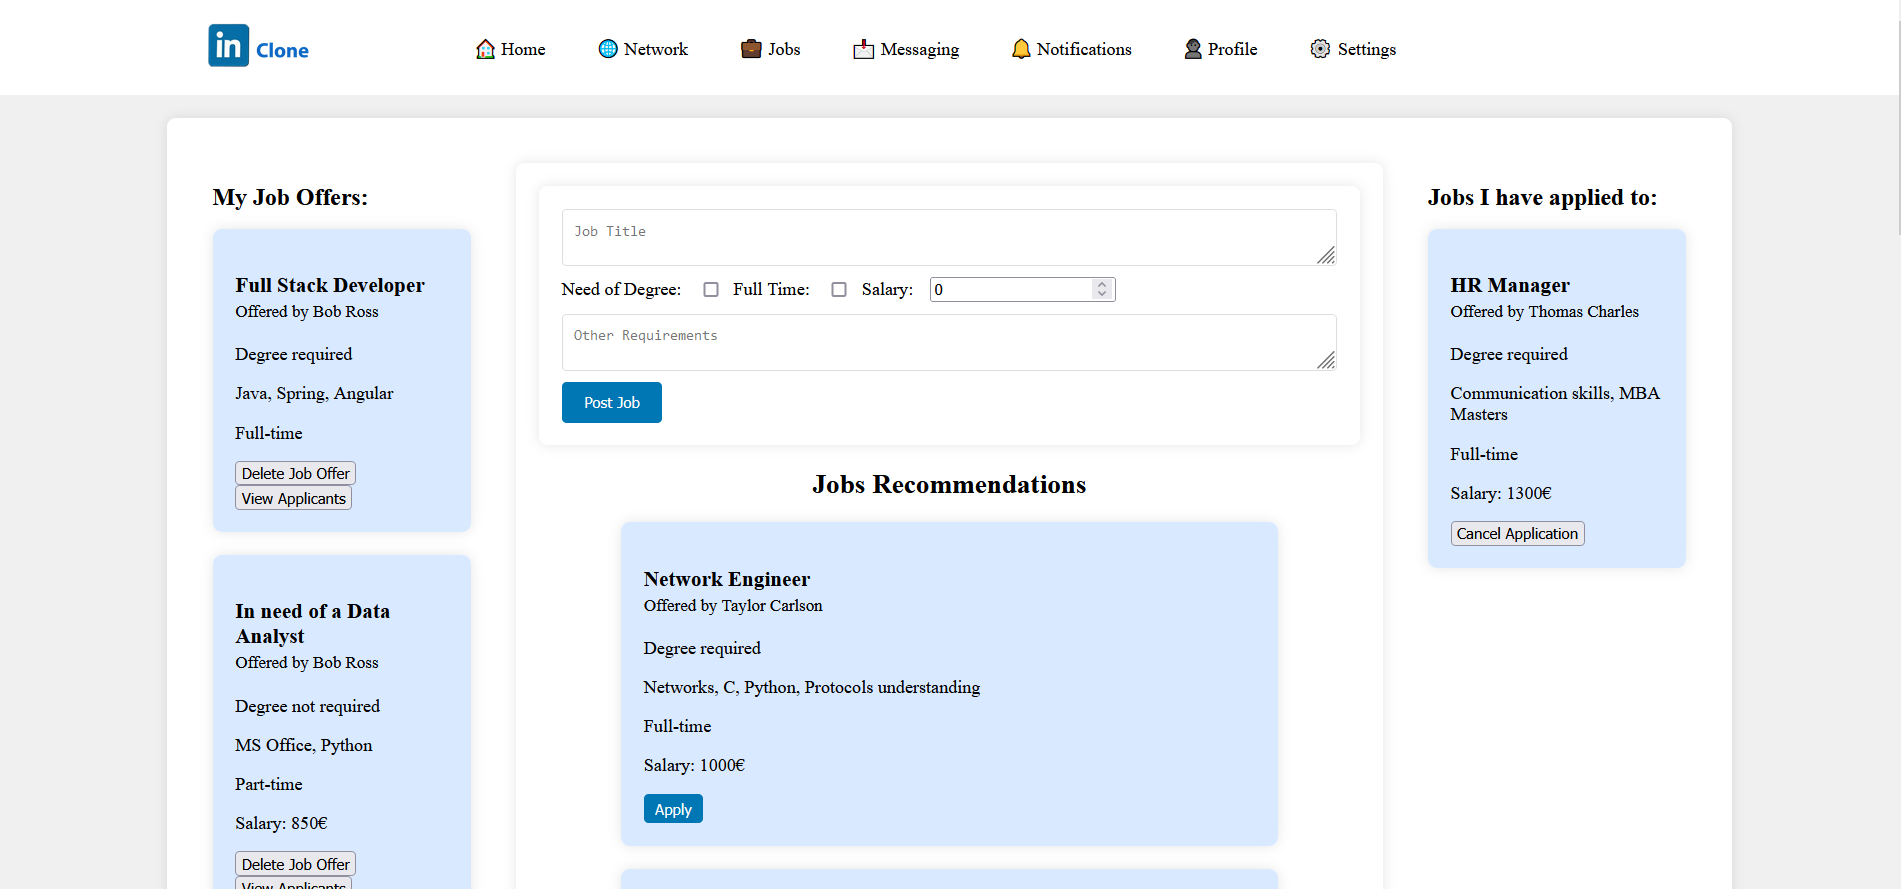 in Clone
Home
Network
Jobs
Messaging
Notifications
Profile
Settings
My Job Offers:
Full Stack Developer
Offered by Bob Ross
Degree required
Java, Spring, Angular
Full-time
Delete Job Offer
View Applicants
In need of a Data
Analyst
Offered by Bob Ross
Degree not required
MS Office, Python
Part-time
Salary: 850€
Delete Job Offer
View Applicants
Job Title
Need of Degree:
Full Time:
Salary:
0
Other Requirements
Post Job
Jobs Recommendations
Network Engineer
Offered by Taylor Carlson
Degree required
Networks, C, Python, Protocols understanding
Full-time
Salary: 1000€
Apply
Jobs I have applied to:
HR Manager
Offered by Thomas Charles
Degree required
Communication skills, MBA
Masters
Full-time
Salary: 1300€
Cancel Application